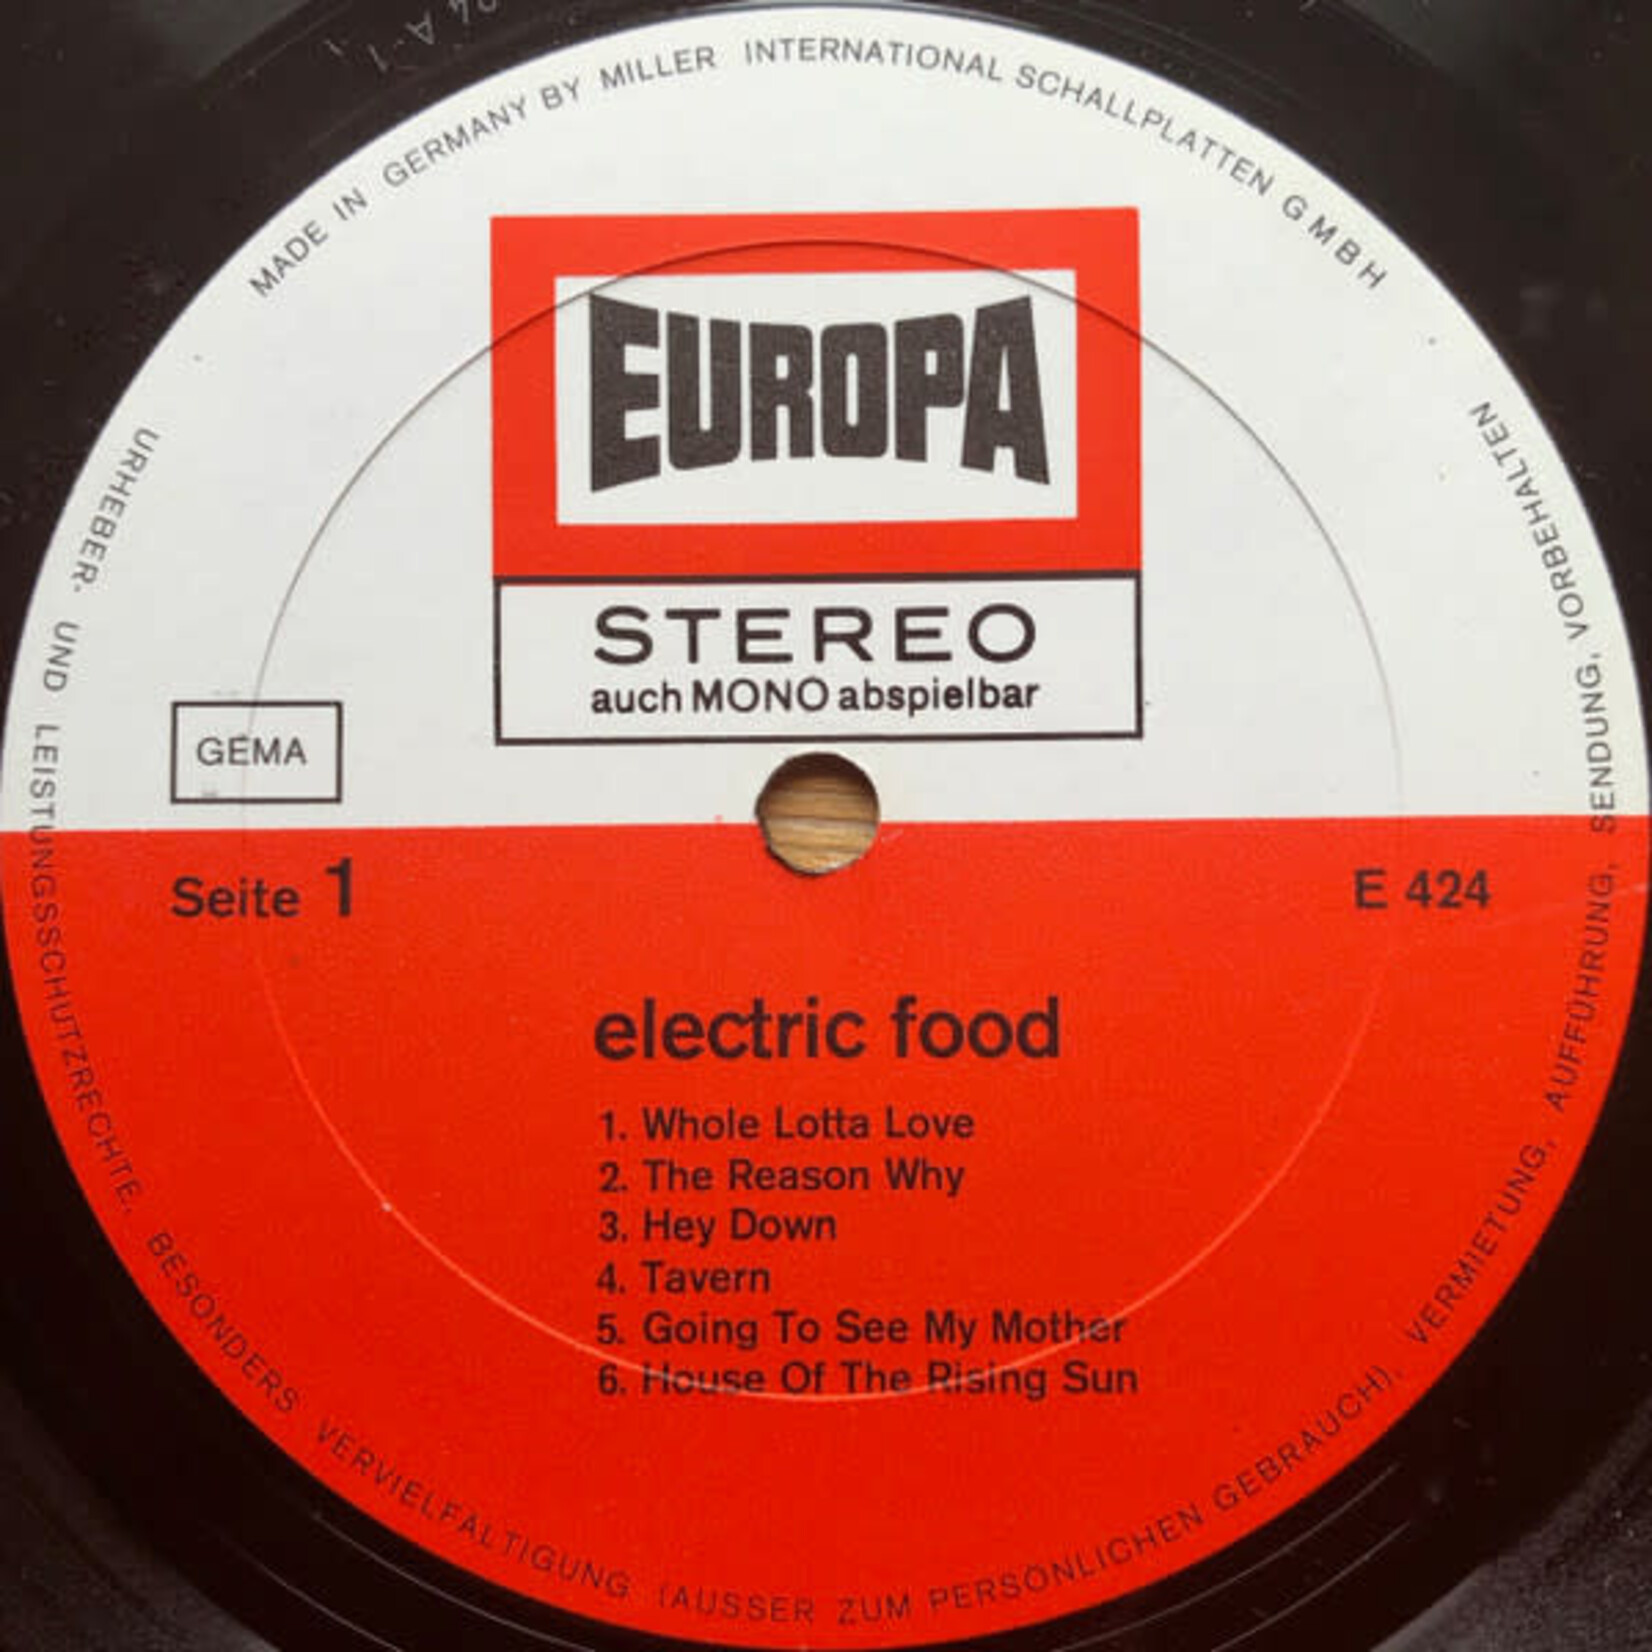 MADE IN GERMANY BY MILLER INTERNATIONAL SCHALLPLATTEN GMBH
EUROPA
STEREO
auch MONO abspielbar
GEMA
Seite 1
E 424
electric food
1. Whole Lotta Love
2. The Reason Why
3. Hey Down
4. Tavern
5. Going To See My Mother
6. House Of The Rising Sun
URHEBER- UND LEISTUNGSSCHUTZRECHTE, BESONDERS VERVIELFÄLTIGUNG (AUSSER ZUM PERSÖNLICHEN GEBRAUCH), VERMIETUNG, AUFFÜHRUNG, SENDUNG, VORBEHALTEN